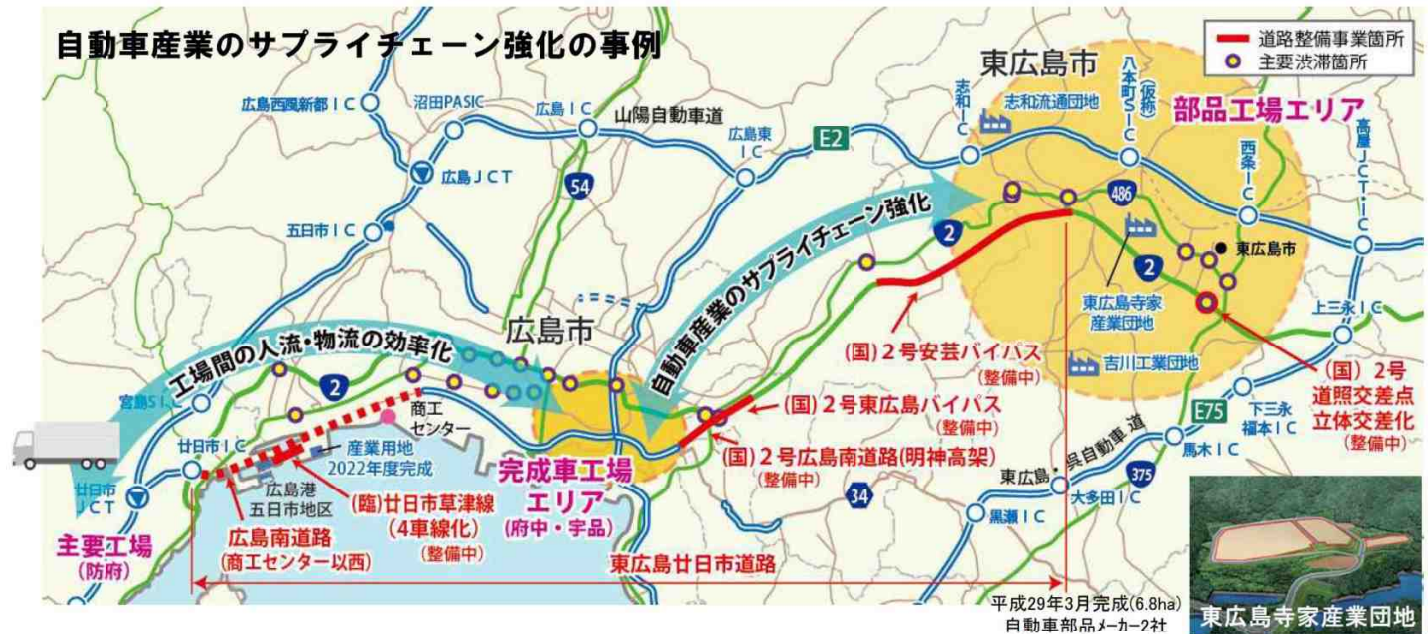 自動車産業のサプライチェーン強化の事例
道路整備事業箇所
主要渋滞箇所
広島西風新都IC
沼田PASIC
広島IC
山陽自動車道
広島東
IC
E2
志和IC
東広島市
志和流通団地
八本松SIC
(仮称)
部品工場エリア
西条IC
高屋JCT・IC
広島JCT
54
五日市IC
486
2
東広島市
2
東広島寺家
産業団地
上三永IC
自動車産業のサプライチェーン強化
広島市
工場間の人流・物流の効率化
2
(国)2号安芸バイパス
(整備中)
吉川工業団地
(国) 2号
道照交差点
立体交差化
(整備中)
E75
下三永
福本IC
馬木IC
(国)2号東広島バイパス
(整備中)
(国)2号広島南道路(明神高架)
(整備中)
東広島・呉自動車道
375
大多田IC
黒瀬IC
34
廿日市IC
商工
センター
産業用地
2022年度完成
廿日市
JCT
広島港
五日市地区
(臨)廿日市草津線
(4車線化)
(整備中)
完成車工場
エリア
(府中・宇品)
主要工場
(防府)
広島南道路
(商工センター以西)
東広島廿日市道路
平成29年3月完成(6.8ha)
自動車部品メーカー2社
東広島寺家産業団地